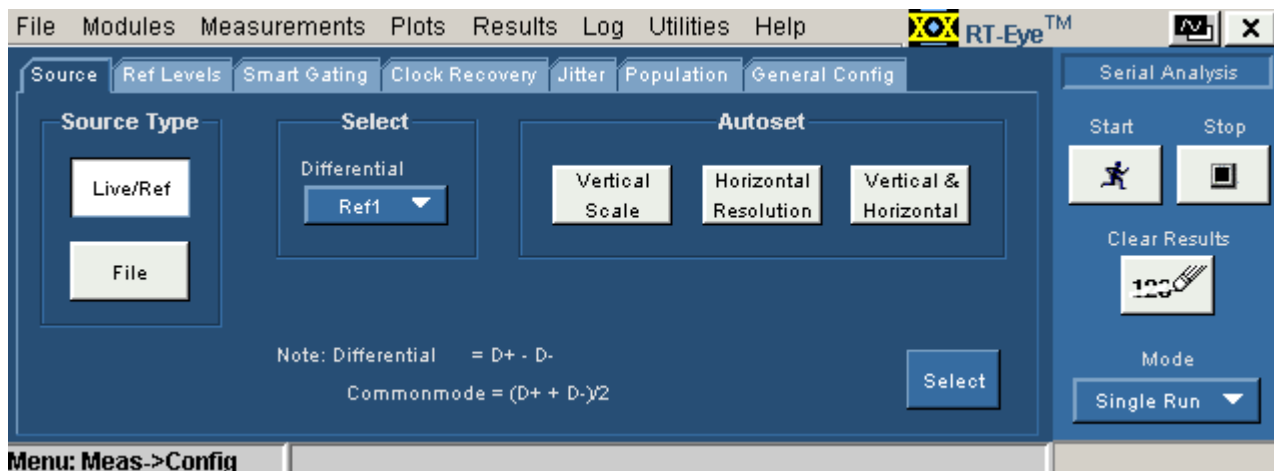 File Modules Measurements Plots Results Log Utilities Help RT-Eye™
Source Ref Levels Smart Gating Clock Recovery Jitter Population General Config
Serial Analysis
Source Type
Live/Ref
File
Select
Differential
Ref1
Autoset
Vertical
Scale
Horizontal
Resolution
Vertical &
Horizontal
Note: Differential = D+ - D-
Commonmode = (D+ + D-)/2
Select
Start Stop
Clear Results
123
Mode
Single Run
Menu: Meas->Config